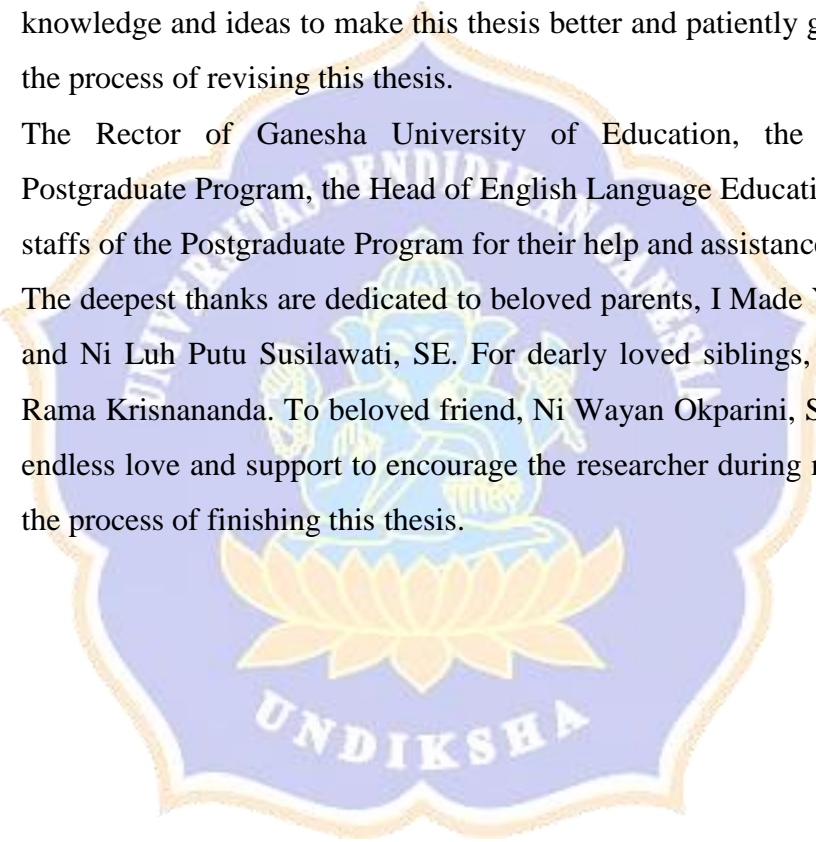 knowledge and ideas to make this thesis better and patiently
the process of revising this thesis.
The Rector of Ganesha University of Education, the
Postgraduate Program, the Head of English Language
staffs of the Postgraduate Program for their help and
The deepest thanks are dedicated to beloved parents, I Made
and Ni Luh Putu Susilawati, SE. For dearly loved siblings,
Rama Krisnananda. To beloved friend, Ni Wayan Okparini,
endless love and support to encourage the researcher during
the process of finishing this thesis.
UNIVERSITAS PENDIDIKAN GANESHA
UNDIKSHA